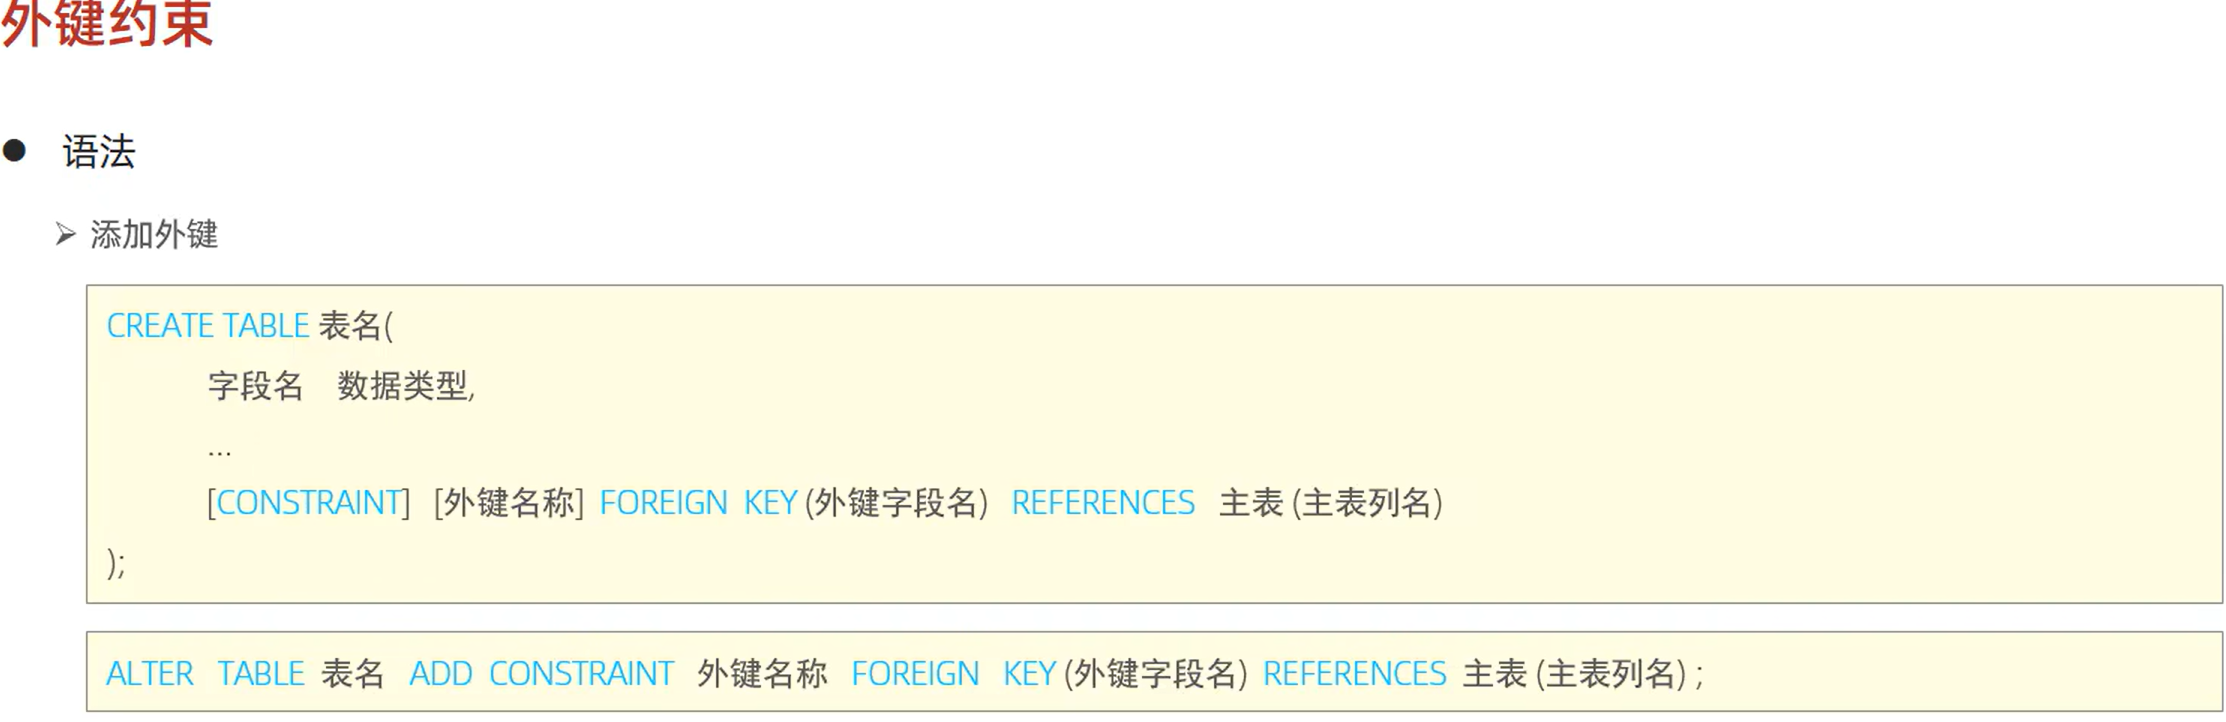 外键约束
● 语法
➢ 添加外键
CREATE TABLE 表名(
字段名 数据类型,
...
[CONSTRAINT] [外键名称] FOREIGN KEY (外键字段名) REFERENCES 主表 (主表列名)
);
ALTER TABLE 表名 ADD CONSTRAINT 外键名称 FOREIGN KEY (外键字段名) REFERENCES 主表 (主表列名) ;